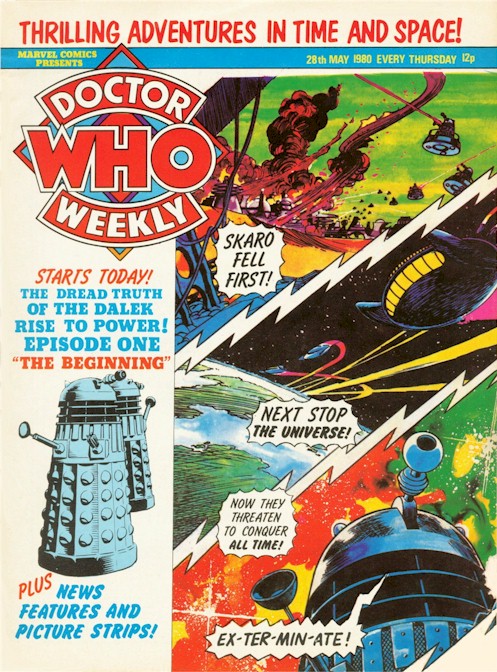 THRILLING ADVENTURES IN TIME AND SPACE!
MARVEL COMICS
PRESENTS
28th MAY 1980 EVERY THURSDAY 12p
DOCTOR
WHO
WEEKLY
SKARO
FELL
FIRST!
STARTS TODAY!
THE DREAD TRUTH
OF THE DALEK
RISE TO POWER!
EPISODE ONE
"THE BEGINNING"
NEXT STOP
THE UNIVERSE!
NOW THEY
THREATEN
TO CONQUER
ALL TIME!
PLUS NEWS
FEATURES AND
PICTURE STRIPS!
EX-TER-MIN-ATE!